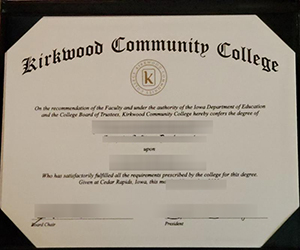 Kirkwood Community College
K
On the recommendation of the Faculty and under the authority of the Iowa Department of Education
and the College Board of Trustees, Kirkwood Community College hereby confers the degree of
upon
Who has satisfactorily fulfilled all the requirements prescribed by the college for this degree.
Given at Cedar Rapids, Iowa, this
Board Chair
President